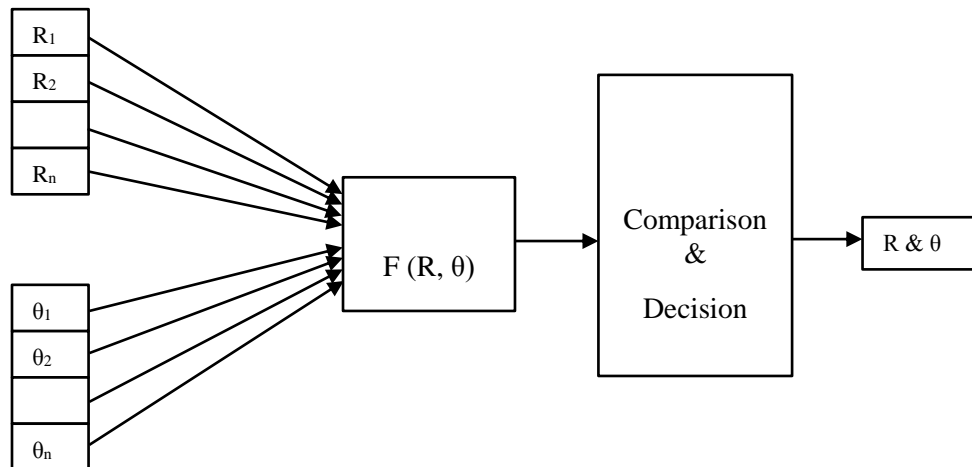 R₁
R₂
Rₙ
θ₁
θ₂
θₙ
F (R, θ)
Comparison
&
Decision
R & θ